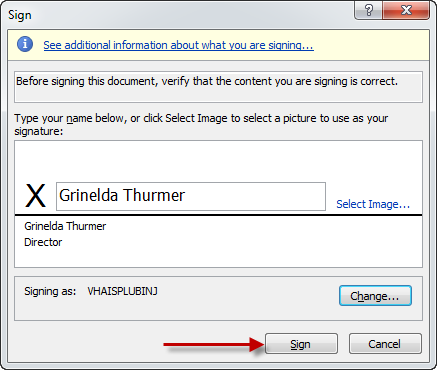 Sign
See additional information about what you are signing...
Before signing this document, verify that the content you are signing is correct.
Type your name below, or click Select Image to select a picture to use as your
signature:
X Grinelda Thurmer
Select Image...
Grinelda Thurmer
Director
Signing as: VHAISPLUBINJ Change...
Sign Cancel